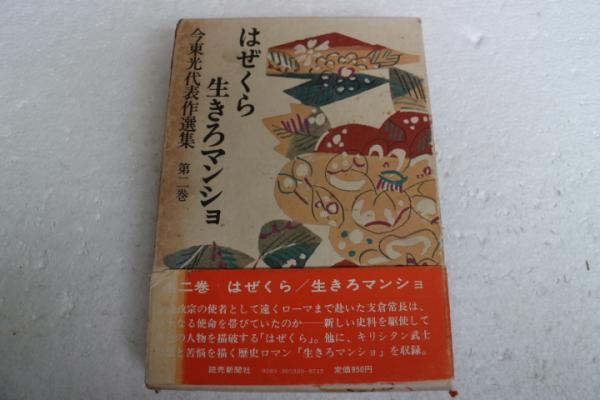 はぜくら
生きろマンショ
今東光代表作選集 第二巻
二巻 はぜくら/生きろマンショ
政宗の使者として遠くローマまで赴いた支倉常長は、
なる使命を帯びていたのか――新しい史料を駆使して
の人物を描破する「はぜくら」。他に、キリシタン武士
と苦悩を描く歴史ロマン「生きろマンショ」を収録。
読売新聞社
定価950円